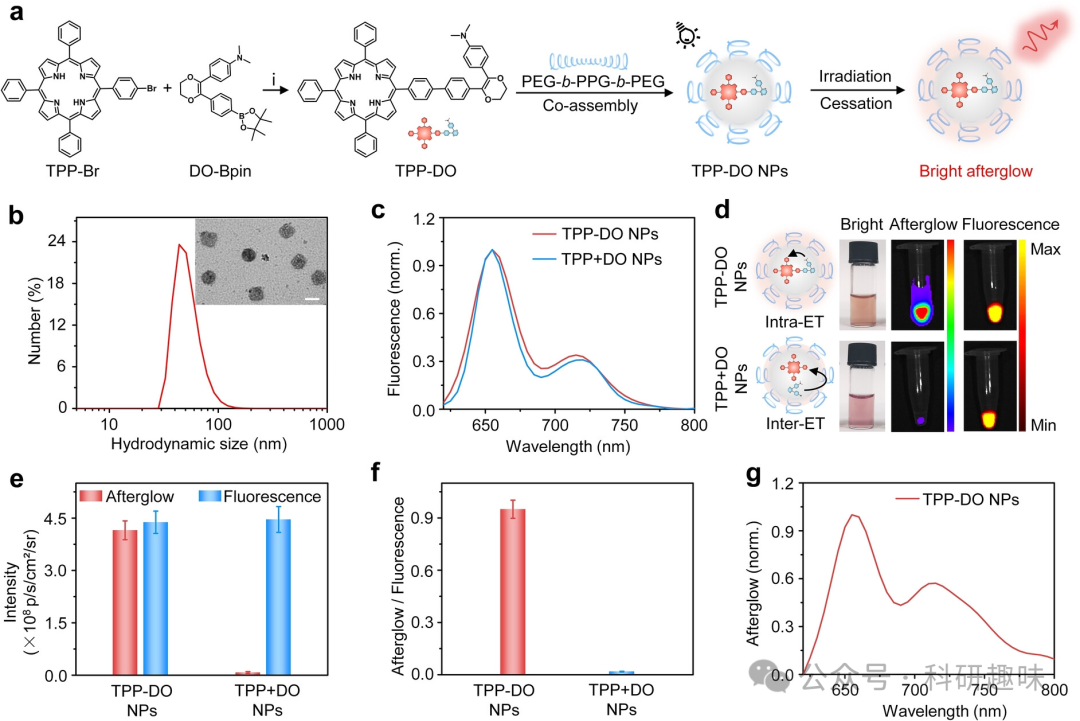 a
N
N
Br
NH
N
N
HN
+
O
O
B
O
O
i
NH
N
N
HN
N
O
O
PEG-b-PPG-b-PEG
Co-assembly
Irradiation
Cessation
TPP-Br
DO-Bpin
TPP-DO
TPP-DO NPs
Bright afterglow
b
Number (%)
24
18
12
6
0
10
100
1000
Hydrodynamic size (nm)
c
Fluorescence (norm.)
1.2
0.9
0.6
0.3
0.0
TPP-DO NPs
TPP+DO NPs
650
700
750
800
Wavelength (nm)
d
Bright
Afterglow
Fluorescence
TPP-DO
NPs
Intra-ET
Max
TPP+DO
NPs
Inter-ET
Min
e
Intensity
(×10⁸ p/s/cm²/sr)
4.5
3.0
1.5
0.0
Afterglow
Fluorescence
TPP-DO
NPs
TPP+DO
NPs
f
Afterglow / Fluorescence
0.9
0.6
0.3
0.0
TPP-DO
NPs
TPP+DO
NPs
g
Afterglow (norm.)
1.2
0.9
0.6
0.3
0.0
TPP-DO NPs
650
700
750
800
Wavelength (nm)
公众号 · 科研趣味